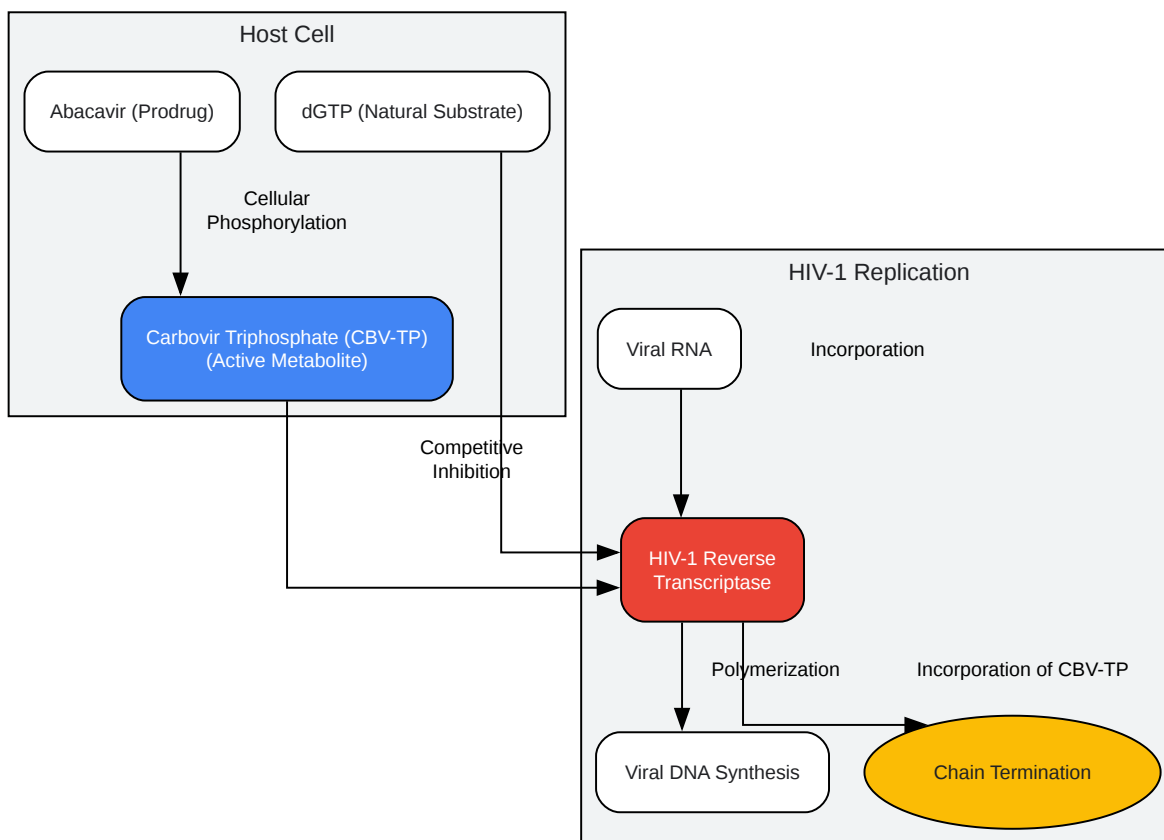 Host Cell
Abacavir (Prodrug)
dGTP (Natural Substrate)
Cellular
Phosphorylation
Carbovir Triphosphate (CBV-TP)
(Active Metabolite)
HIV-1 Replication
Viral RNA
Incorporation
Competitive
Inhibition
HIV-1 Reverse
Transcriptase
Polymerization
Incorporation of CBV-TP
Viral DNA Synthesis
Chain Termination